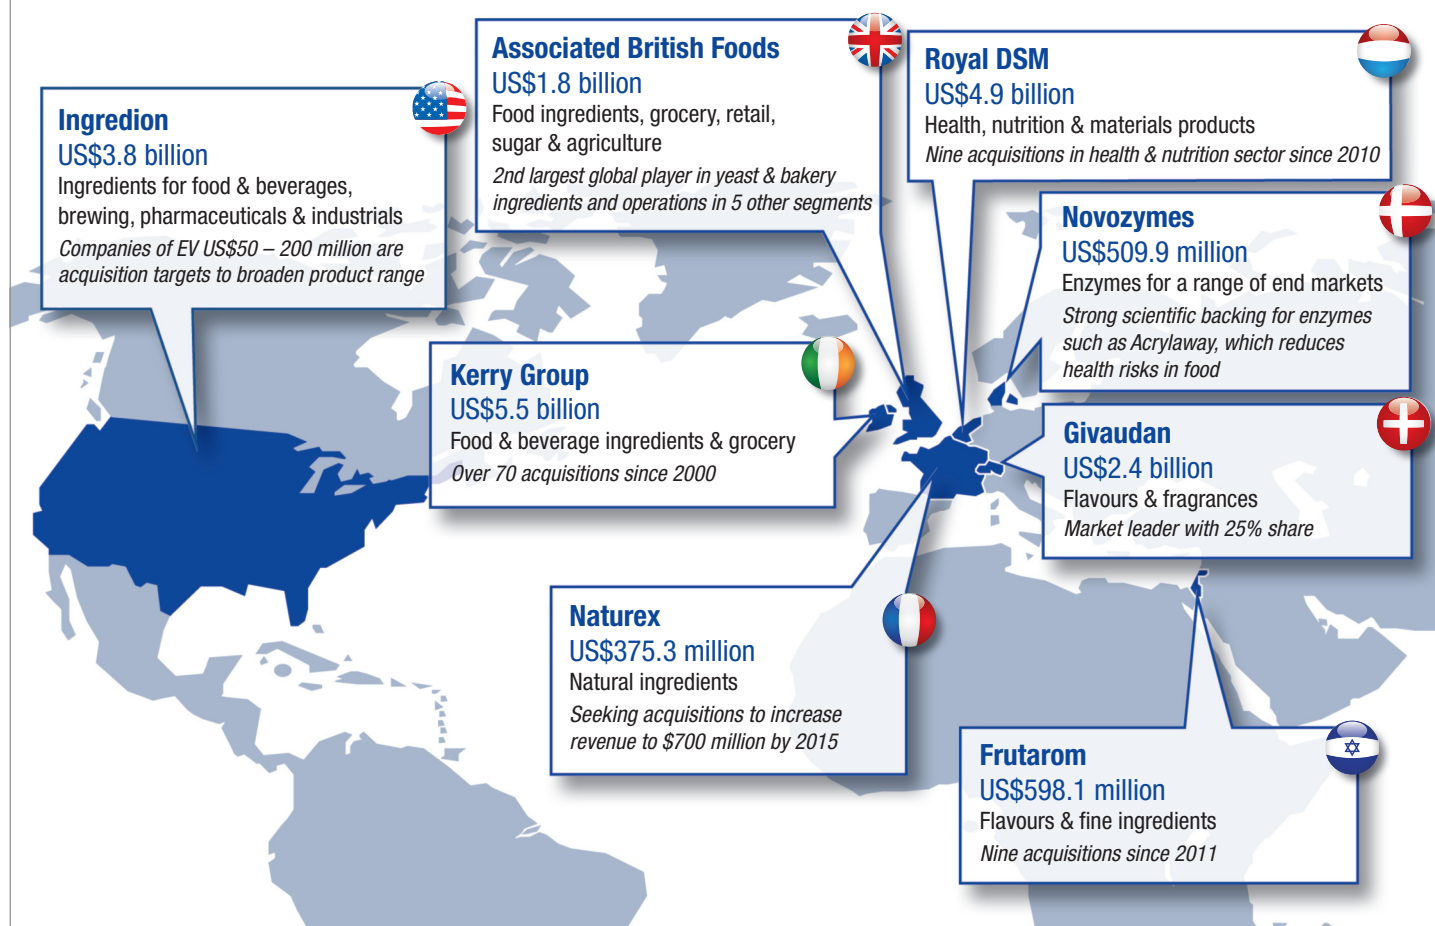 Associated British Foods
US$1.8 billion
Food ingredients, grocery, retail,
sugar & agriculture
2nd largest global player in yeast & bakery
ingredients and operations in 5 other segments
Royal DSM
US$4.9 billion
Health, nutrition & materials products
Nine acquisitions in health & nutrition sector since 2010
Ingredion
US$3.8 billion
Ingredients for food & beverages,
brewing, pharmaceuticals & industrials
Companies of EV US$50 – 200 million are
acquisition targets to broaden product range
Novozymes
US$509.9 million
Enzymes for a range of end markets
Strong scientific backing for enzymes
such as Acrylaway, which reduces
health risks in food
Kerry Group
US$5.5 billion
Food & beverage ingredients & grocery
Over 70 acquisitions since 2000
Givaudan
US$2.4 billion
Flavours & fragrances
Market leader with 25% share
Naturex
US$375.3 million
Natural ingredients
Seeking acquisitions to increase
revenue to $700 million by 2015
Frutarom
US$598.1 million
Flavours & fine ingredients
Nine acquisitions since 2011